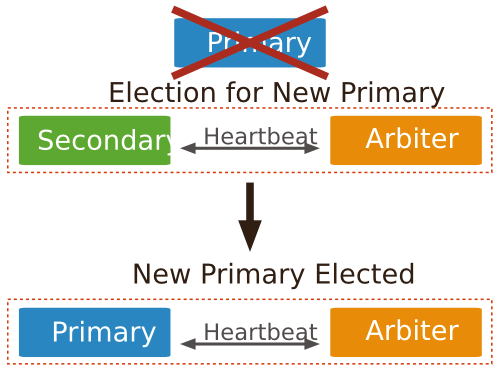 Primary
Election for New Primary
Secondary
Heartbeat
Arbiter
New Primary Elected
Primary
Heartbeat
Arbiter